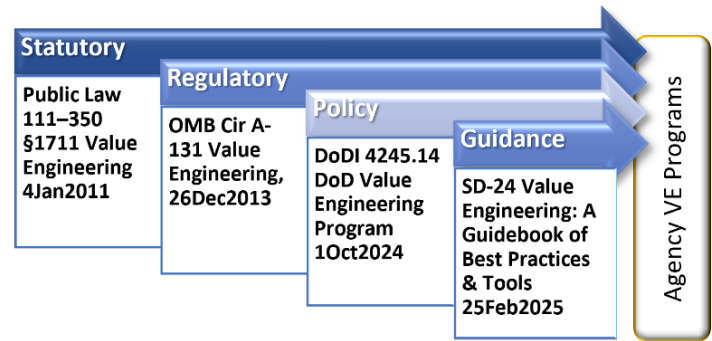 Statutory
Public Law
111–350
§1711 Value
Engineering
4Jan2011
Regulatory
OMB Cir A-
131 Value
Engineering,
26Dec2013
Policy
DoDI 4245.14
DoD Value
Engineering
Program
1Oct2024
Guidance
SD-24 Value
Engineering: A
Guidebook of
Best Practices
& Tools
25Feb2025
Agency VE Programs